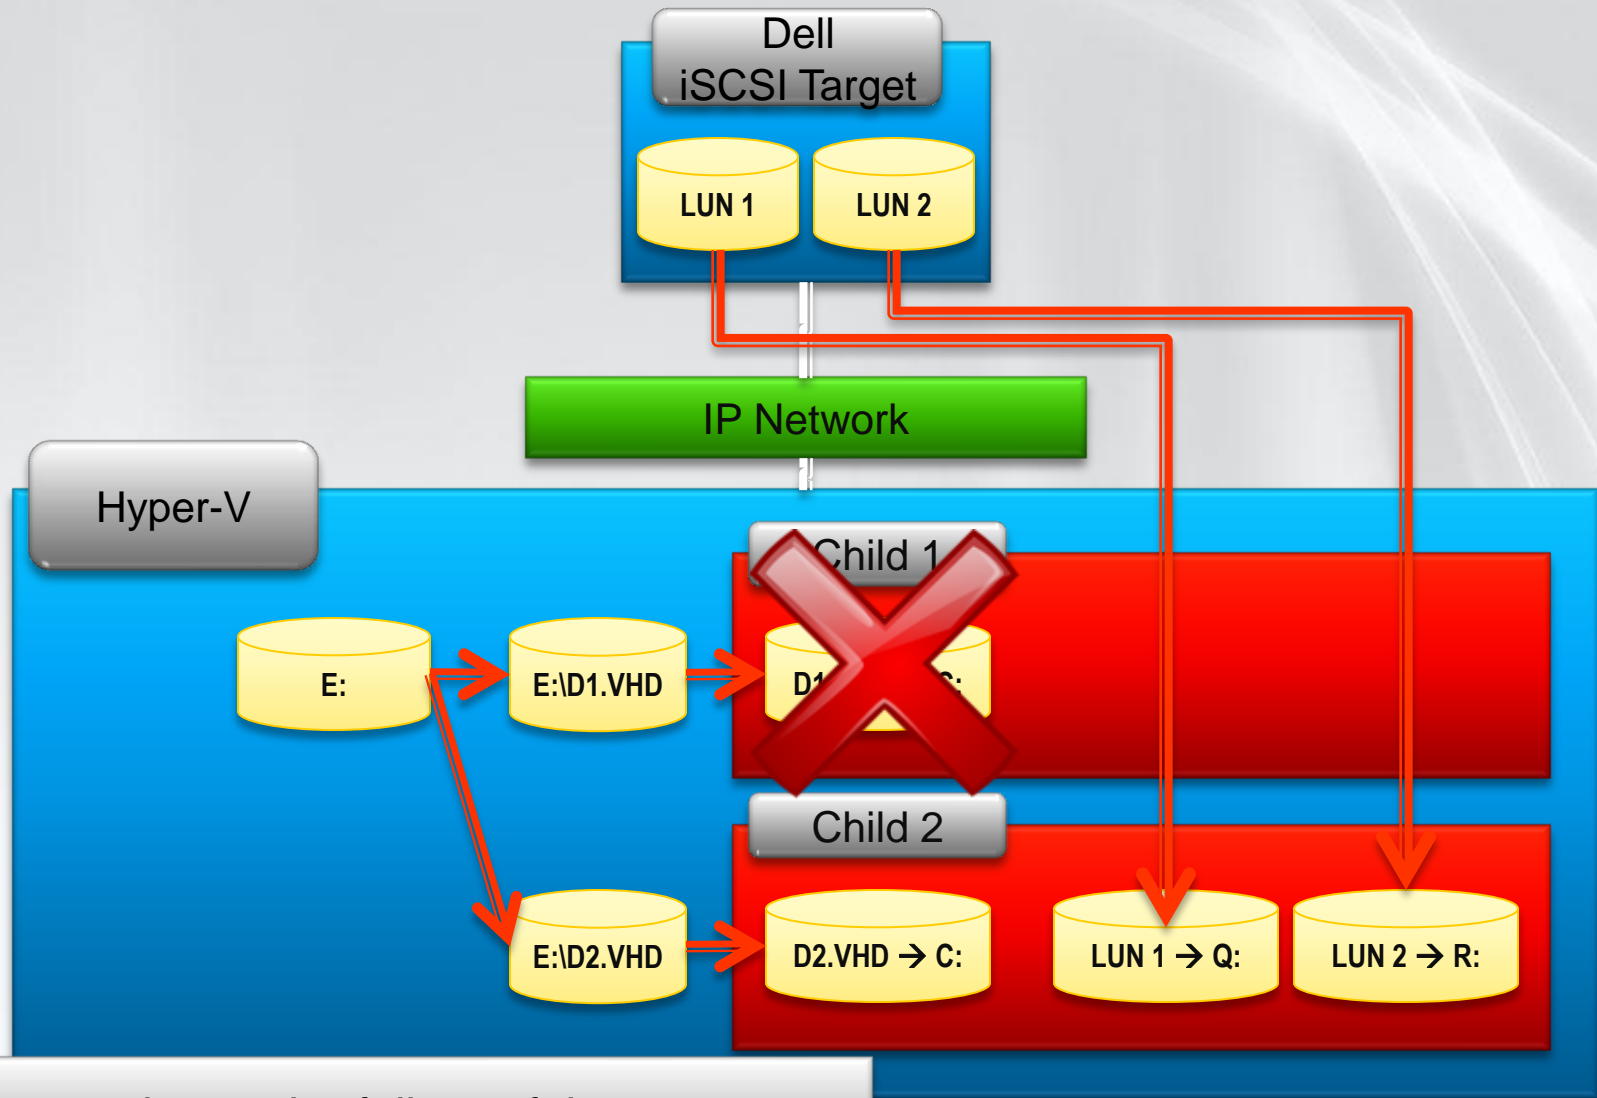 Dell
iSCSI Target
LUN 1
LUN 2
IP Network
Hyper-V
Child 1
E:
E:\D1.VHD
D1
C:
Child 2
E:\D2.VHD
D2.VHD → C:
LUN 1 → Q:
LUN 2 → R: